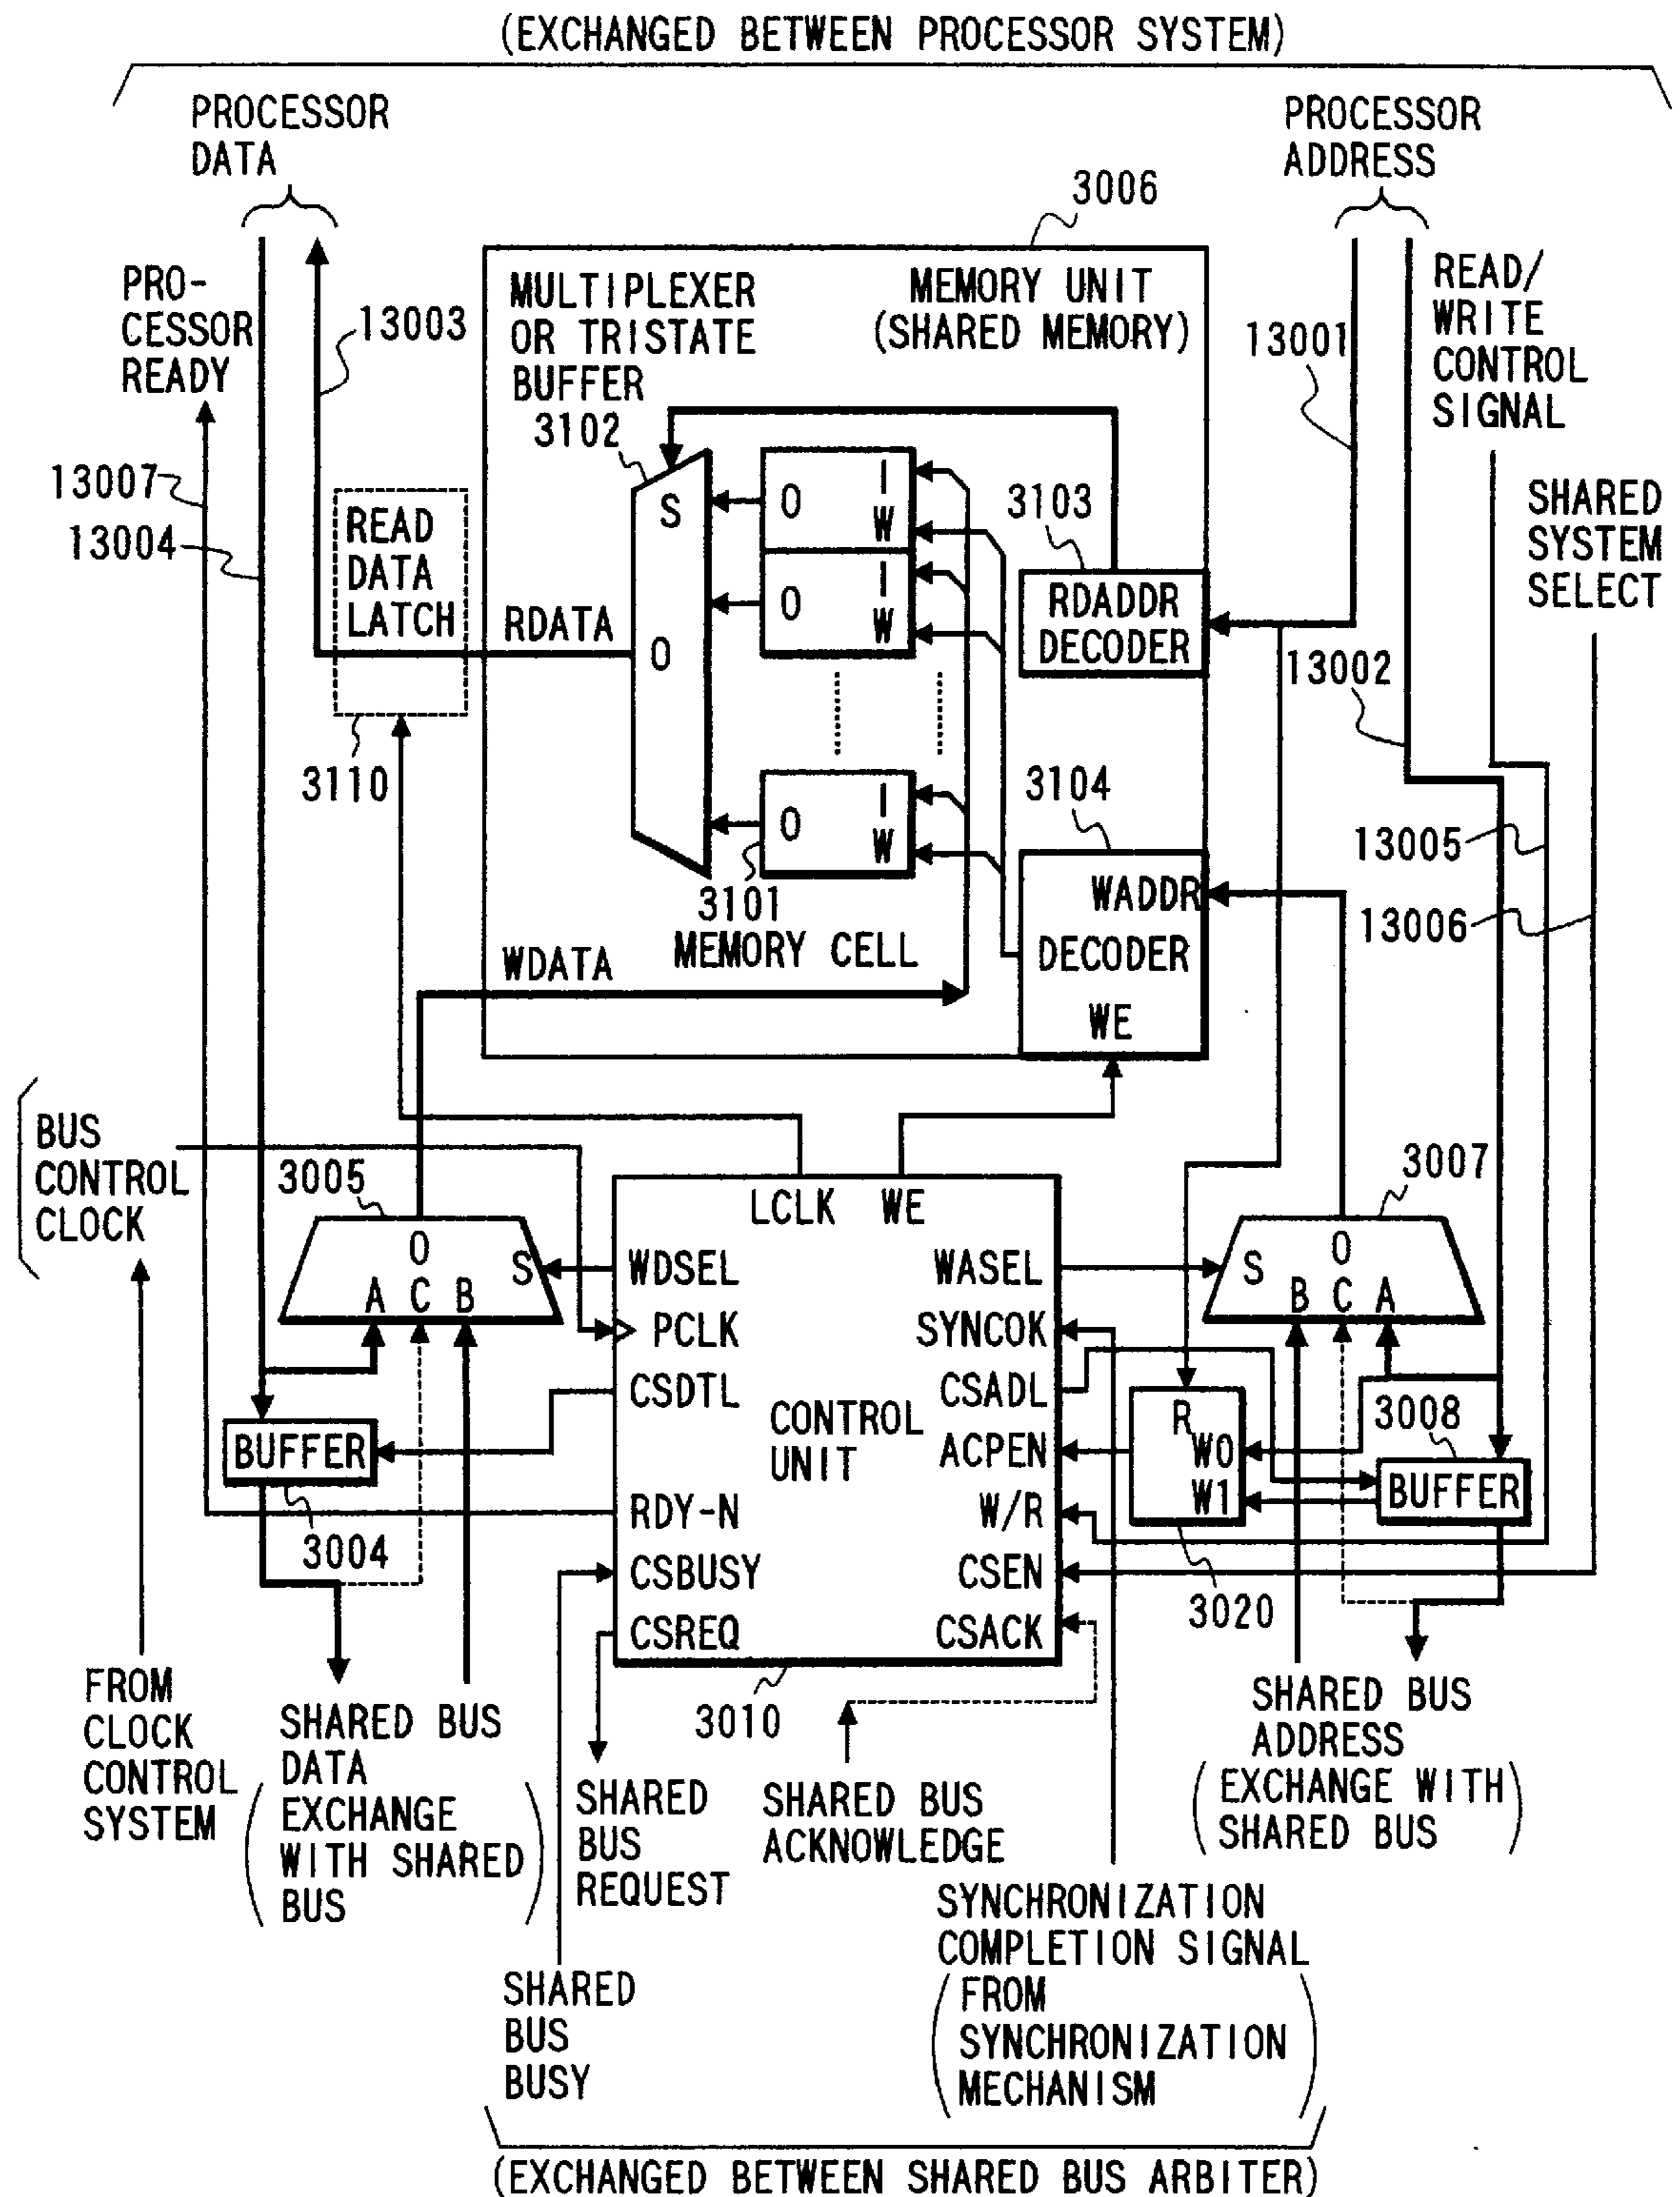 (EXCHANGED BETWEEN PROCESSOR SYSTEM)
PROCESSOR
DATA
PROCESSOR
ADDRESS
3006
PRO-
CESSOR
READY
13003
MULTIPLEXER
OR TRISTATE
BUFFER
3102
MEMORY UNIT
(SHARED MEMORY)
13001
READ/
WRITE
CONTROL
SIGNAL
13007
13004
READ
DATA
LATCH
S
O
I
W
O
I
W
3103
RDADDR
DECODER
SHARED
SYSTEM
SELECT
RDATA
O
13002
3110
O
I
W
3104
13005
3101
MEMORY CELL
WADDR
DECODER
WE
13006
WDATA
BUS
CONTROL
CLOCK
3005
O
S
A C B
LCLK WE
WDSEL
PCLK
CSDTL
RDY-N
CSBUSY
CSREQ
CONTROL
UNIT
WASEL
SYNCOK
CSADL
ACPEN
W/R
CSEN
CSACK
3007
S
O
B C A
BUFFER
3004
R
W0
W1
3008
BUFFER
3020
3010
FROM
CLOCK
CONTROL
SYSTEM
SHARED BUS
DATA
EXCHANGE
WITH SHARED
BUS
SHARED
BUS
REQUEST
SHARED BUS
ACKNOWLEDGE
SHARED BUS
ADDRESS
EXCHANGE WITH
SHARED BUS
SHARED
BUS
BUSY
SYNCHRONIZATION
COMPLETION SIGNAL
FROM
SYNCHRONIZATION
MECHANISM
(EXCHANGED BETWEEN SHARED BUS ARBITER)